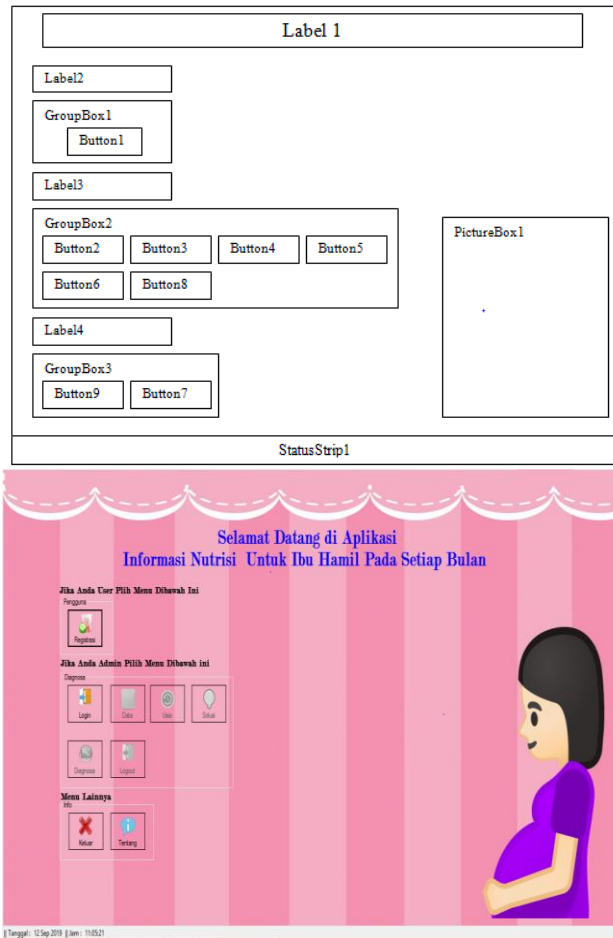 Label 1
Label2
GroupBox1
Button1
Label3
GroupBox2
Button2 Button3 Button4 Button5
Button6 Button8
PictureBox1
Label4
GroupBox3
Button9 Button7
StatusStrip1
Selamat Datang di Aplikasi
Informasi Nutrisi Untuk Ibu Hamil Pada Setiap Bulan
Jika Anda User Plih Menu Dibawah Ini
Pengguna
Registrasi
Jika Anda Admin Pilih Menu Dibawah ini
Diagnosa
Login Data User Solusi
Diagnosa Logout
Menu Lainnya
Info
Keluar Tentang
|| Tanggal : 12 Sep 2019 || Jam : 11:05:21